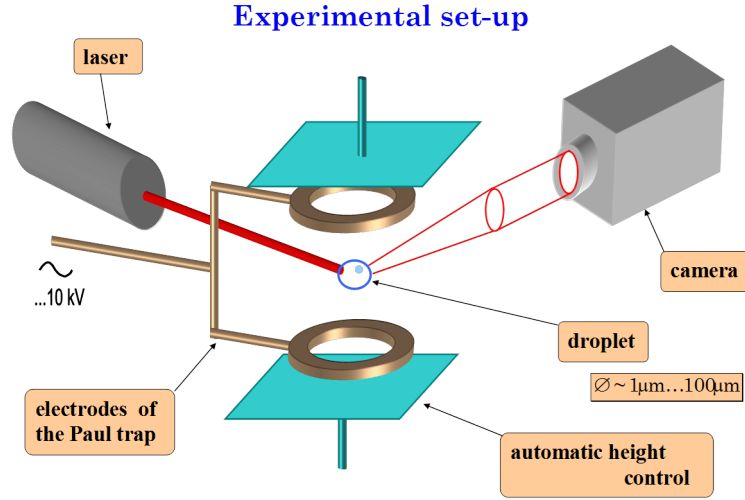 Experimental set-up
laser
~
...10 kV
camera
droplet
∅ ~ 1μm...100μm
electrodes of
the Paul trap
automatic height
control